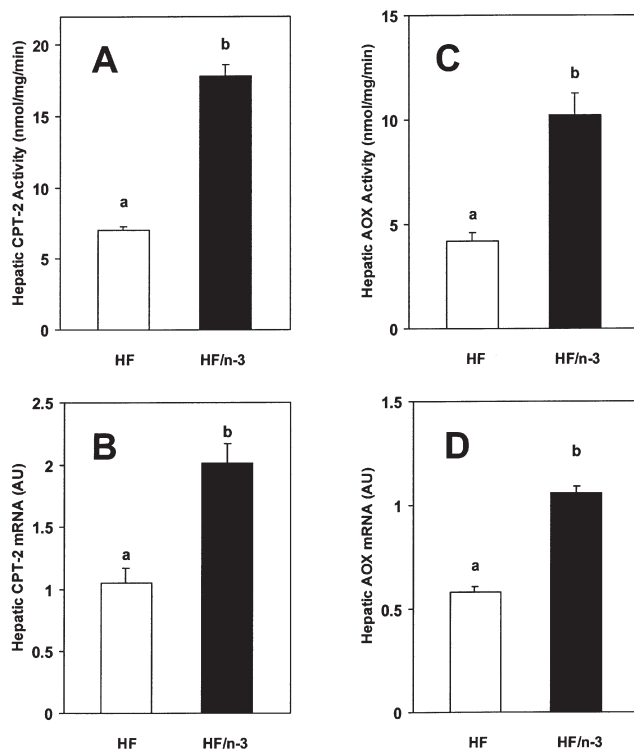 A
Hepatic CPT-2 Activity (nmol/mg/min)
20
15
10
5
0
a
b
HF
HF/n-3
C
Hepatic AOX Activity (nmol/mg/min)
15
10
5
0
a
b
HF
HF/n-3
B
Hepatic CPT-2 mRNA (AU)
2.5
2
1.5
1
0.5
0
a
b
HF
HF/n-3
D
Hepatic AOX mRNA (AU)
1.5
1
0.5
0
a
b
HF
HF/n-3